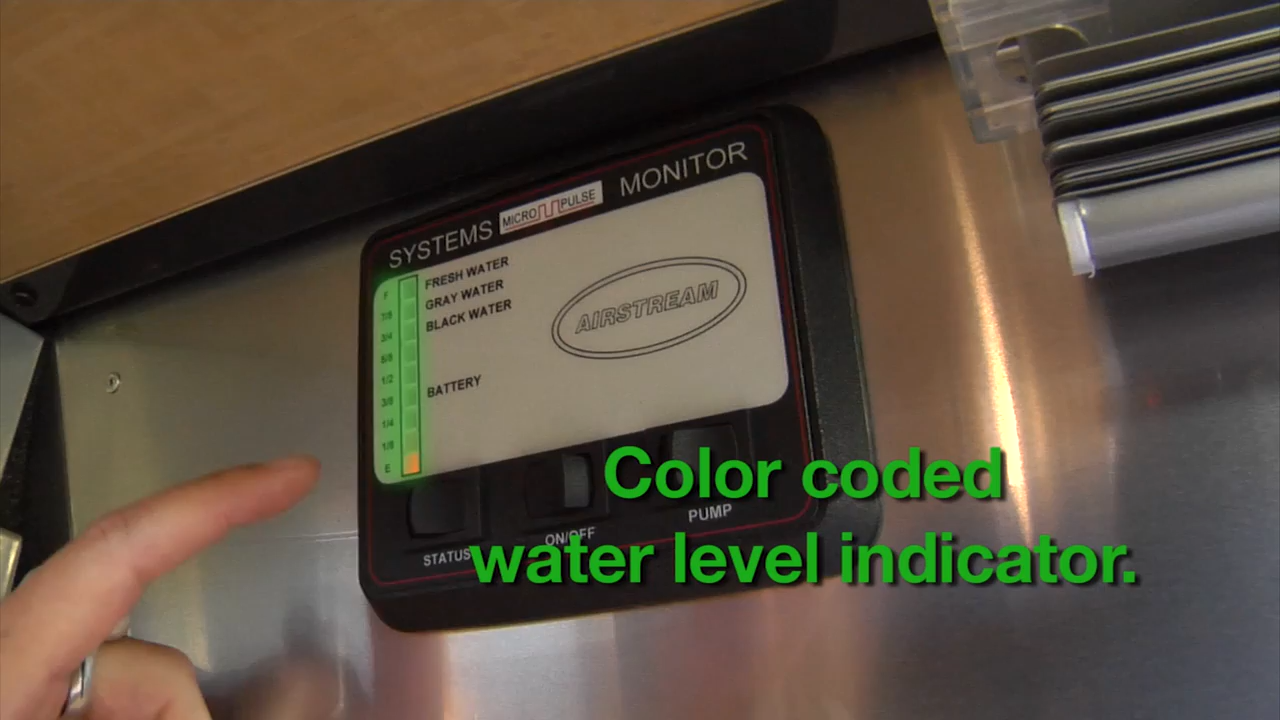 SYSTEMS MICRO PULSE MONITOR
F
7/8
3/4
5/8
1/2
3/8
1/4
1/8
E
FRESH WATER
GRAY WATER
BLACK WATER
BATTERY
AIRSTREAM
STATUS
ON/OFF
PUMP
Color coded
water level indicator.